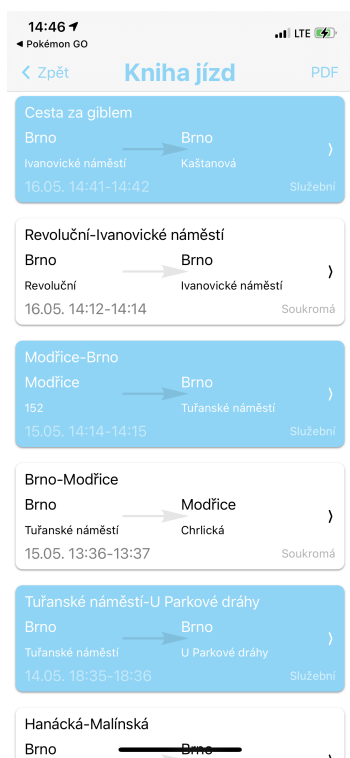 14:46
LTE
◀ Pokémon GO
Zpět Kniha jízd PDF
Cesta za giblem
Brno Brno
Ivanovické náměstí Kaštanová
16.05. 14:41-14:42 Služební
Revoluční-Ivanovické náměstí
Brno Brno
Revoluční Ivanovické náměstí
16.05. 14:12-14:14 Soukromá
Modřice-Brno
Modřice Brno
152 Tuřanské náměstí
15.05. 14:14-14:15 Služební
Brno-Modřice
Brno Modřice
Tuřanské náměstí Chrlická
15.05. 13:36-13:37 Soukromá
Tuřanské náměstí-U Parkové dráhy
Brno Brno
Tuřanské náměstí U Parkové dráhy
14.05. 18:35-18:36 Služební
Hanácká-Malínská
Brno Brno